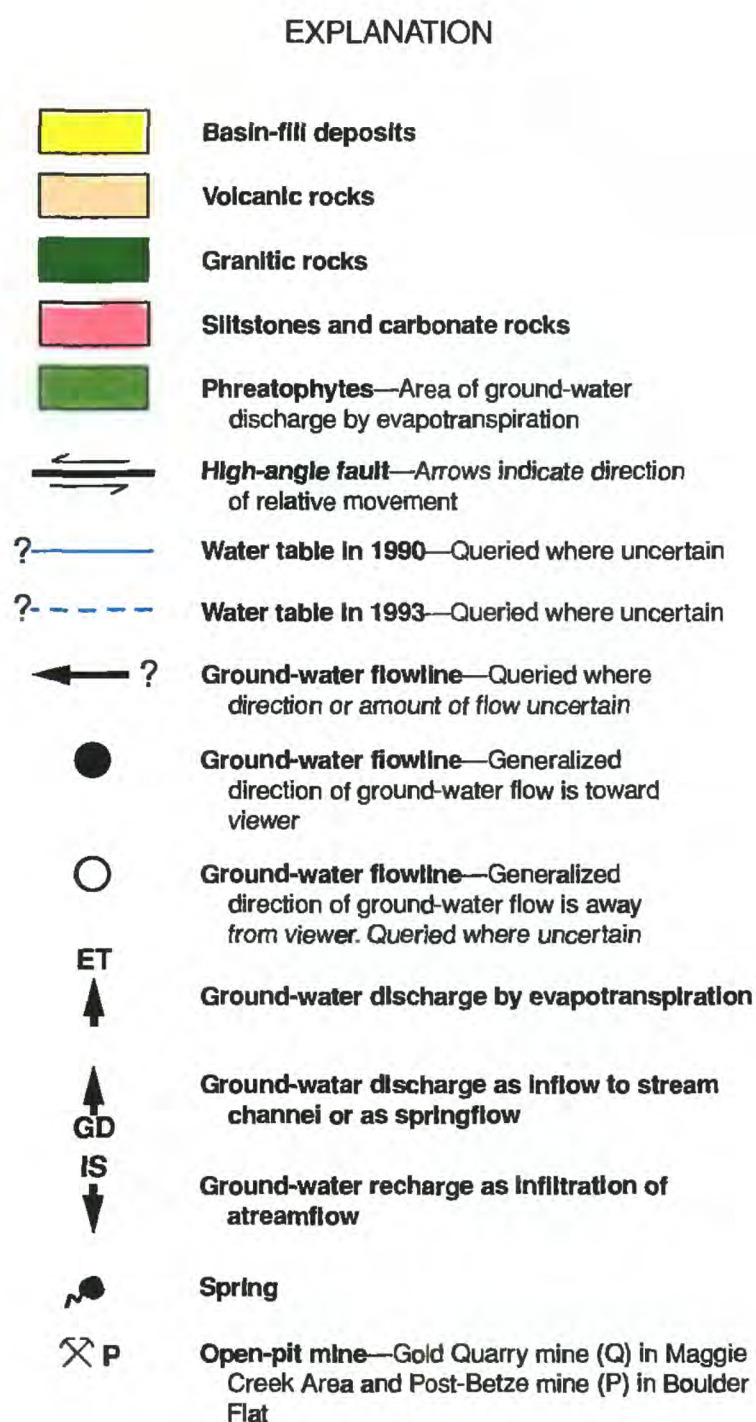 EXPLANATION
Basin-fill deposits
Volcanic rocks
Granitic rocks
Siltstones and carbonate rocks
Phreatophytes—Area of ground-water
discharge by evapotranspiration
High-angle fault—Arrows indicate direction
of relative movement
?
Water table in 1990—Queried where uncertain
?
Water table in 1993—Queried where uncertain
?
Ground-water flowline—Queried where
direction or amount of flow uncertain
Ground-water flowline—Generalized
direction of ground-water flow is toward
viewer
Ground-water flowline—Generalized
direction of ground-water flow is away
from viewer. Queried where uncertain
ET
Ground-water discharge by evapotranspiration
GD
Ground-watar discharge as inflow to stream
channel or as springflow
IS
Ground-water recharge as infiltration of
atreamflow
Spring
P
Open-pit mine—Gold Quarry mine (Q) in Maggie
Creek Area and Post-Betze mine (P) in Boulder
Flat